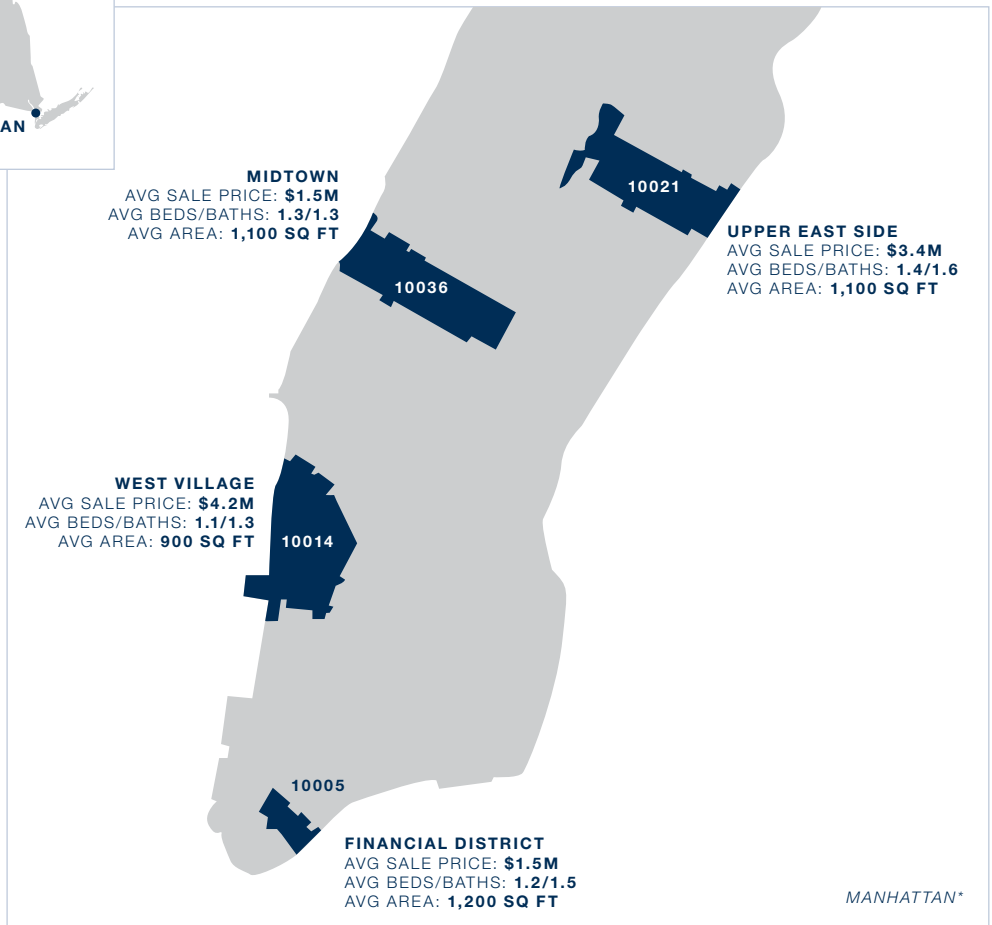 AN
MIDTOWN
AVG SALE PRICE: $1.5M
AVG BEDS/BATHS: 1.3/1.3
AVG AREA: 1,100 SQ FT
10021
UPPER EAST SIDE
AVG SALE PRICE: $3.4M
AVG BEDS/BATHS: 1.4/1.6
AVG AREA: 1,100 SQ FT
10036
WEST VILLAGE
AVG SALE PRICE: $4.2M
AVG BEDS/BATHS: 1.1/1.3
AVG AREA: 900 SQ FT
10014
10005
FINANCIAL DISTRICT
AVG SALE PRICE: $1.5M
AVG BEDS/BATHS: 1.2/1.5
AVG AREA: 1,200 SQ FT
MANHATTAN*